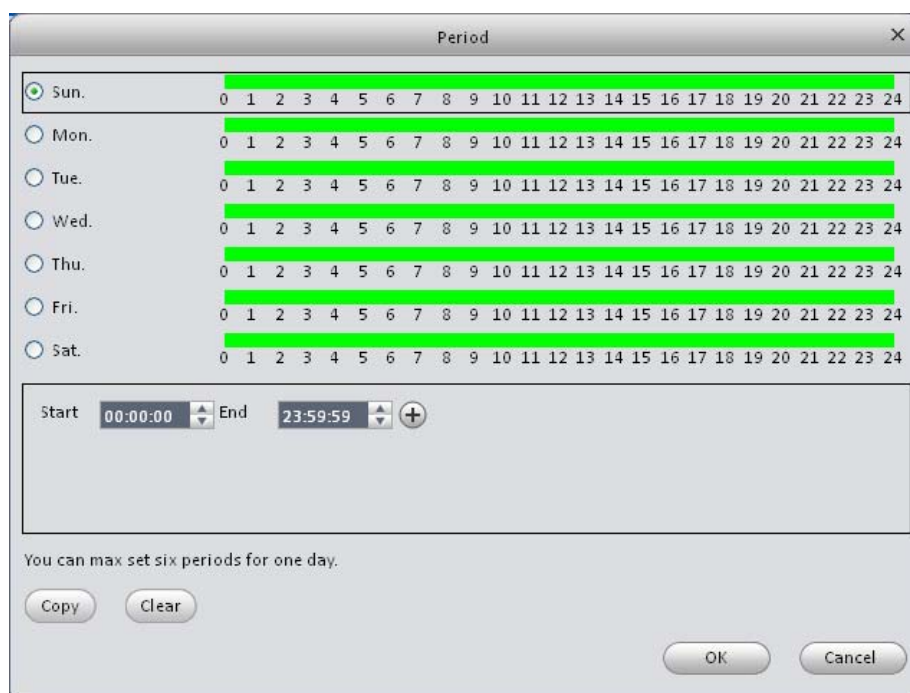 Period
Sun.
0 1 2 3 4 5 6 7 8 9 10 11 12 13 14 15 16 17 18 19 20 21 22 23 24
Mon.
0 1 2 3 4 5 6 7 8 9 10 11 12 13 14 15 16 17 18 19 20 21 22 23 24
Tue.
0 1 2 3 4 5 6 7 8 9 10 11 12 13 14 15 16 17 18 19 20 21 22 23 24
Wed.
0 1 2 3 4 5 6 7 8 9 10 11 12 13 14 15 16 17 18 19 20 21 22 23 24
Thu.
0 1 2 3 4 5 6 7 8 9 10 11 12 13 14 15 16 17 18 19 20 21 22 23 24
Fri.
0 1 2 3 4 5 6 7 8 9 10 11 12 13 14 15 16 17 18 19 20 21 22 23 24
Sat.
0 1 2 3 4 5 6 7 8 9 10 11 12 13 14 15 16 17 18 19 20 21 22 23 24
Start 00:00:00 End 23:59:59
You can max set six periods for one day.
Copy Clear
OK Cancel